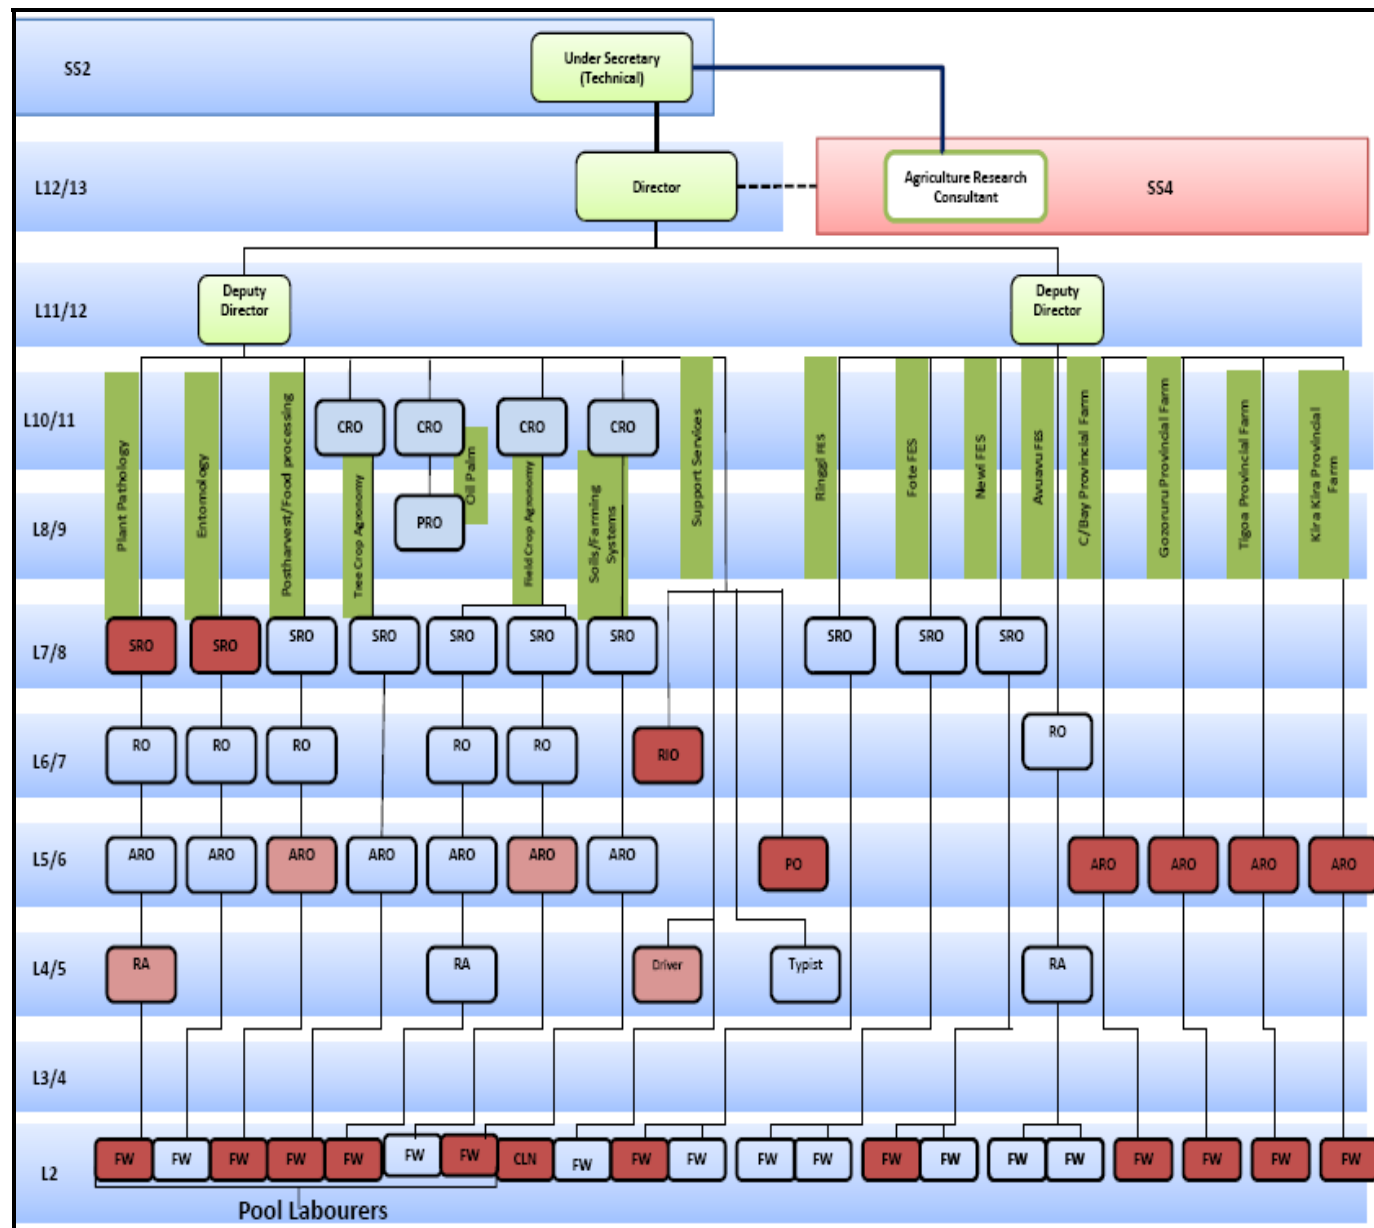 SS2
Under Secretary
(Technical)
L12/13
Director
Agriculture Research
Consultant
SS4
L11/12
Deputy
Director
Deputy
Director
L10/11
CRO
CRO
CRO
CRO
Plant Pathology
Entomology
Postharvest/Food processing
Tree Crop Agronomy
Oil Palm
Field Crop Agronomy
Soils/Farming
Systems
Support Services
Ringgi FES
Fote FES
Newi FES
Avuavu FES
C/Bay Provincial Farm
Gozoruru Provincial Farm
Tigoa Provincial Farm
Kira Kira Provincial
Farm
L8/9
PRO
L7/8
SRO
SRO
SRO
SRO
SRO
SRO
SRO
SRO
SRO
SRO
L6/7
RO
RO
RO
RO
RO
RIO
RO
L5/6
ARO
ARO
ARO
ARO
ARO
ARO
ARO
PO
ARO
ARO
ARO
ARO
L4/5
RA
RA
Driver
Typist
RA
L3/4
L2
FW
FW
FW
FW
FW
FW
FW
CLN
FW
FW
FW
FW
FW
FW
FW
FW
FW
FW
FW
FW
FW
Pool Labourers